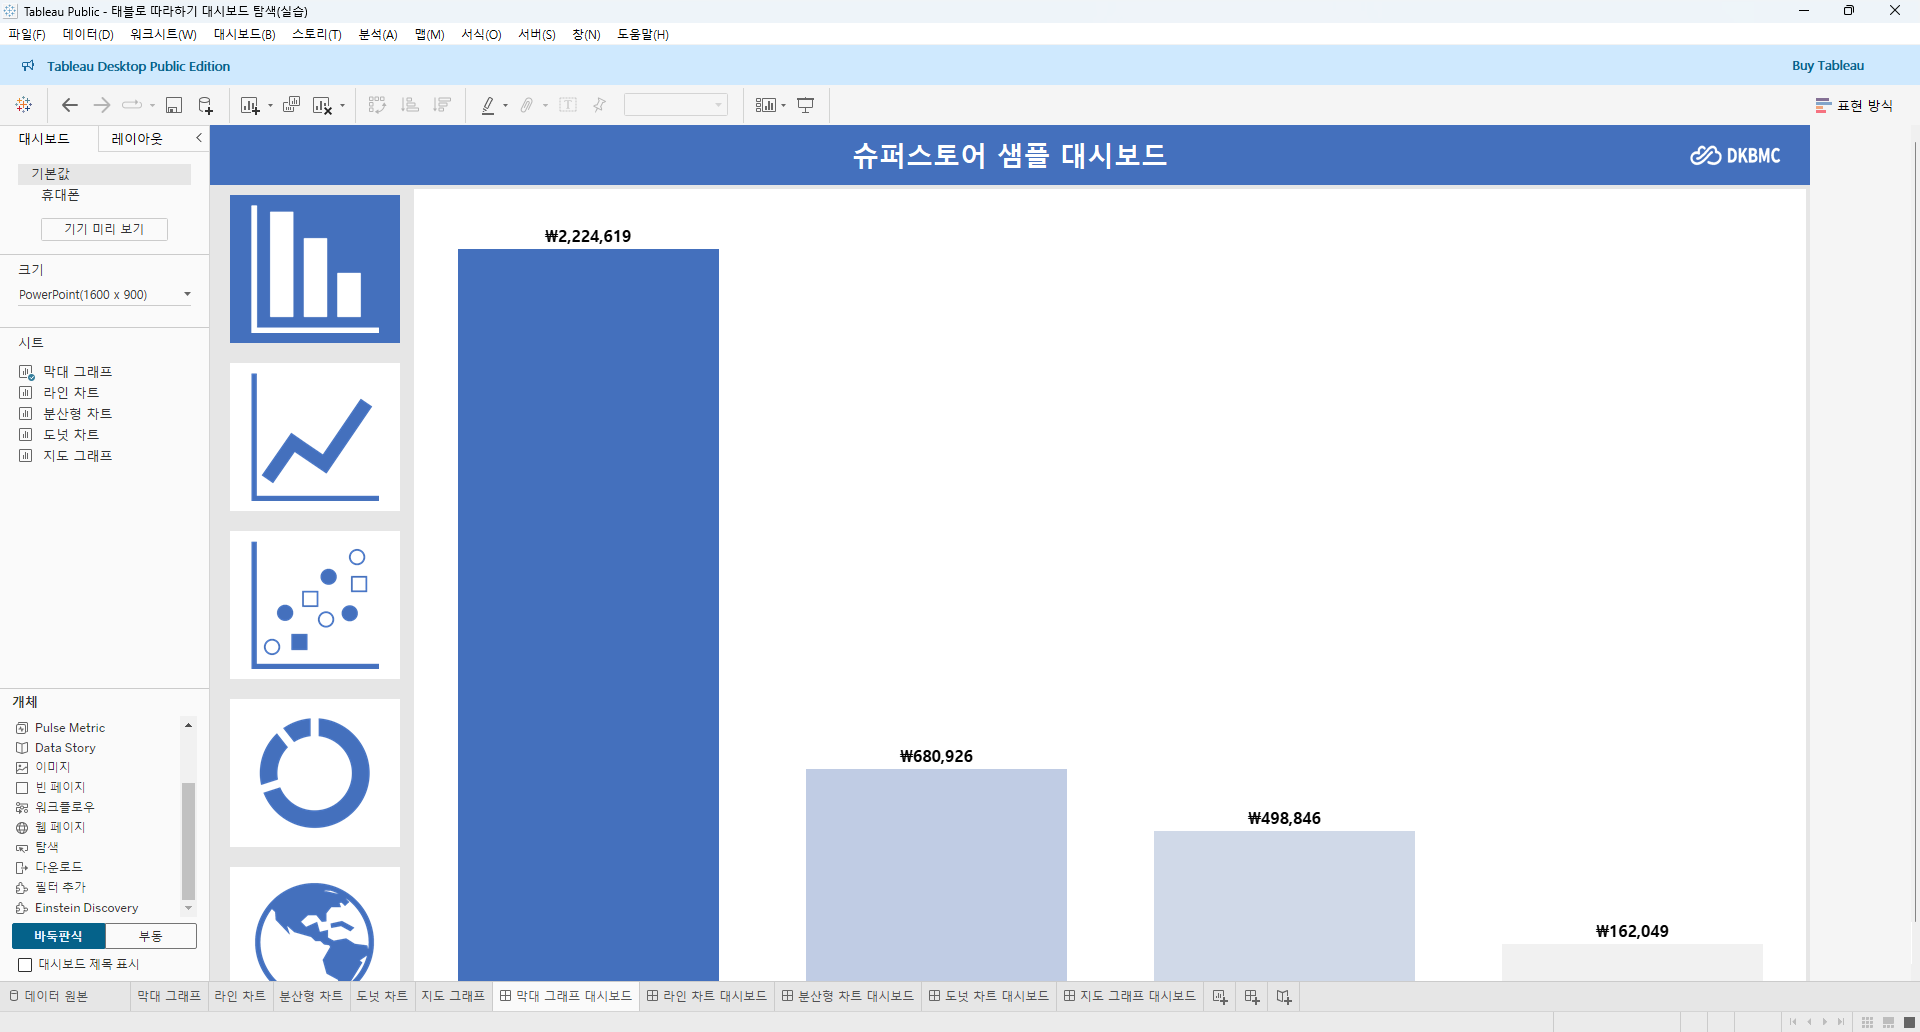 Tableau Public - 태블로 따라하기 대시보드 탐색(실습)
파일(F) 데이터(D) 워크시트(W) 대시보드(B) 스토리(T) 분석(A) 맵(M) 서식(O) 서버(S) 창(N) 도움말(H)
Tableau Desktop Public Edition
Buy Tableau
표현 방식
대시보드 레이아웃
기본값
휴대폰
기기 미리 보기
크기
PowerPoint(1600 x 900)
시트
막대 그래프
라인 차트
분산형 차트
도넛 차트
지도 그래프
개체
Pulse Metric
Data Story
이미지
빈 페이지
워크플로우
웹 페이지
탐색
다운로드
필터 추가
Einstein Discovery
바둑판식 부동
대시보드 제목 표시
슈퍼스토어 샘플 대시보드
DKBMC
₩2,224,619
₩680,926
₩498,846
₩162,049
데이터 원본 막대 그래프 라인 차트 분산형 차트 도넛 차트 지도 그래프 막대 그래프 대시보드 라인 차트 대시보드 분산형 차트 대시보드 도넛 차트 대시보드 지도 그래프 대시보드